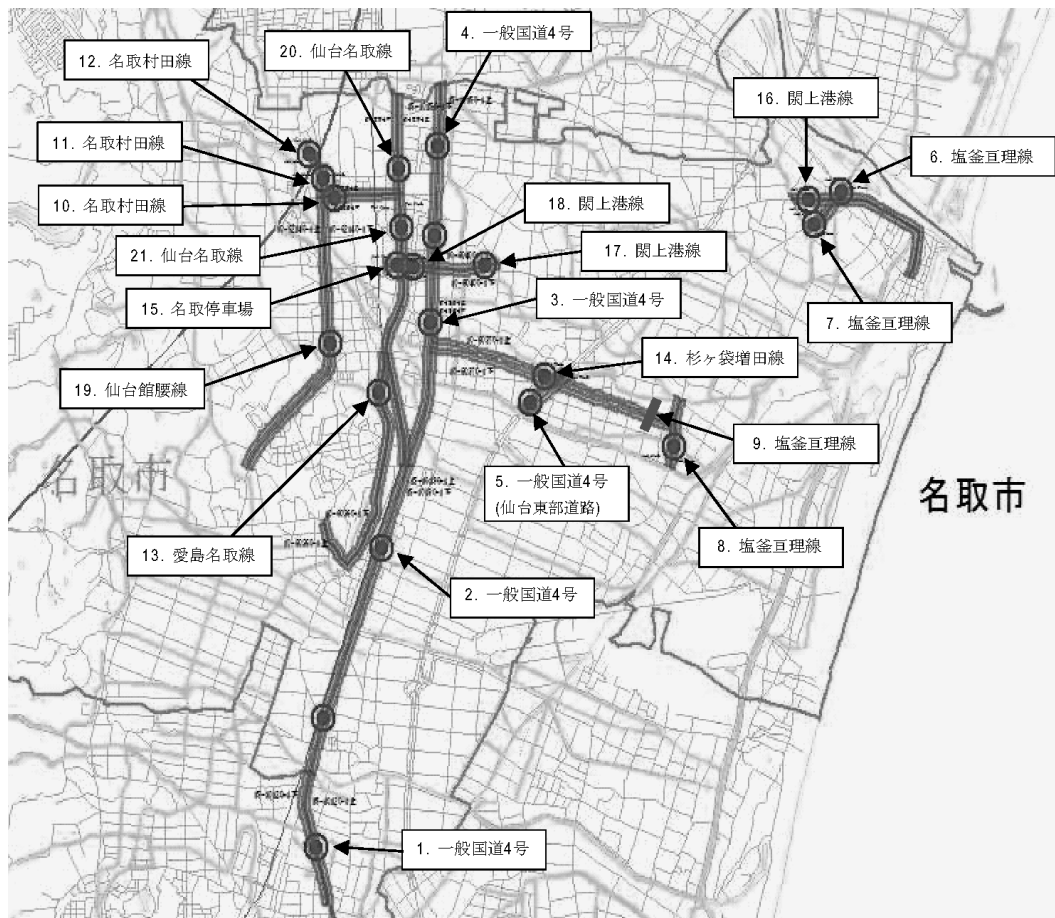 4. 一般国道4号
20. 仙台名取線
12. 名取村田線
16. 閖上港線
11. 名取村田線
6. 塩釜亘理線
10. 名取村田線
18. 閖上港線
21. 仙台名取線
17. 閖上港線
15. 名取停車場
3. 一般国道4号
7. 塩釜亘理線
14. 杉ヶ袋増田線
19. 仙台館腰線
9. 塩釜亘理線
名取市
5. 一般国道4号
(仙台東部道路)
名取市
8. 塩釜亘理線
13. 愛島名取線
2. 一般国道4号
1. 一般国道4号